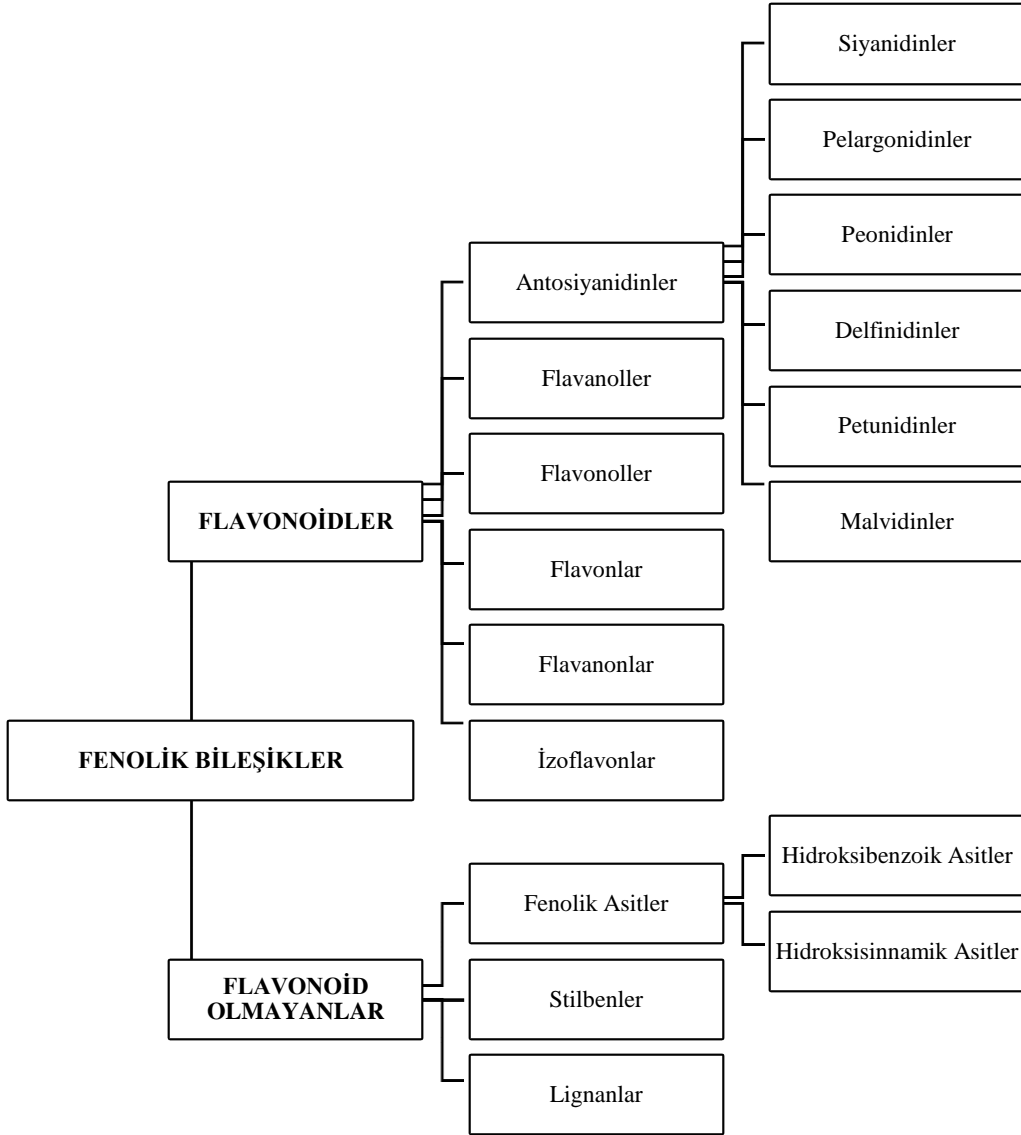 FENOLİK BİLEŞİKLER
FLAVONOİDLER
Antosiyanidinler
Siyanidinler
Pelargonidinler
Peonidinler
Delfinidinler
Petunidinler
Malvidinler
Flavanoller
Flavonoller
Flavonlar
Flavanonlar
İzoflavonlar
FLAVONOİD
OLMAYANLAR
Fenolik Asitler
Hidroksibenzoik Asitler
Hidroksisinnamik Asitler
Stilbenler
Lignanlar